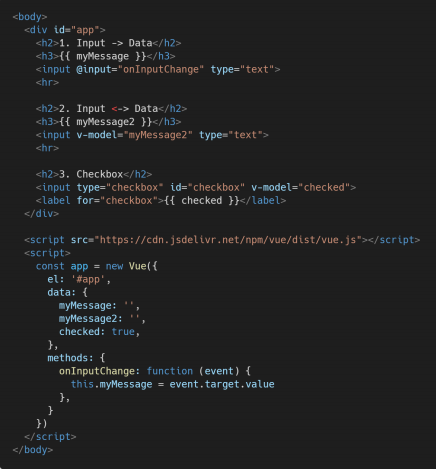 <body>
  <div id="app">
    <h2>1. Input -> Data</h2>
    <h3>{{ myMessage }}</h3>
    <input @input="onInputChange" type="text">
    <hr>

    <h2>2. Input <-> Data</h2>
    <h3>{{ myMessage2 }}</h3>
    <input v-model="myMessage2" type="text">
    <hr>

    <h2>3. Checkbox</h2>
    <input type="checkbox" id="checkbox" v-model="checked">
    <label for="checkbox">{{ checked }}</label>
  </div>

  <script src="https://cdn.jsdelivr.net/npm/vue/dist/vue.js"></script>
  <script>
    const app = new Vue({
      el: '#app',
      data: {
        myMessage: '',
        myMessage2: '',
        checked: true,
      },
      methods: {
        onInputChange: function (event) {
          this.myMessage = event.target.value
        },
      }
    })
  </script>
</body>